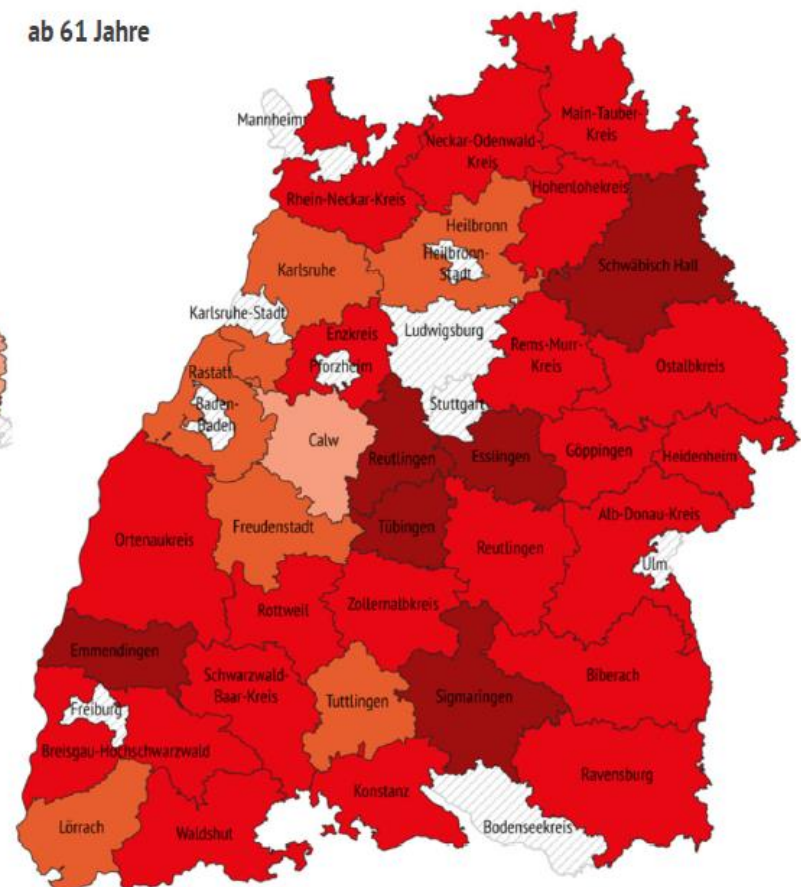 ab 61 Jahre
Mannheim
Main-Tauber-
Kreis
Neckar-Odenwald-
Kreis
Hohenlohekreis
Rhein-Neckar-Kreis
Heilbronn
Heilbronn-
Stadt
Schwäbisch Hall
Karlsruhe
Karlsruhe-Stadt
Enzkreis
Ludwigsburg
Pforzheim
Rems-Murr-
Kreis
Ostalbkreis
Rastatt
Baden-
Baden
Stuttgart
Calw
Reutlingen
Esslingen
Göppingen
Heidenheim
Alb-Donau-Kreis
Freudenstadt
Tübingen
Ortenaukreis
Reutlingen
Ulm
Rottweil
Zollernalbkreis
Emmendingen
Schwarzwald-
Baar-Kreis
Tuttlingen
Sigmaringen
Biberach
Freiburg
Breisgau-Hochschwarzwald
Konstanz
Ravensburg
Lörrach
Waldshut
Bodenseekreis